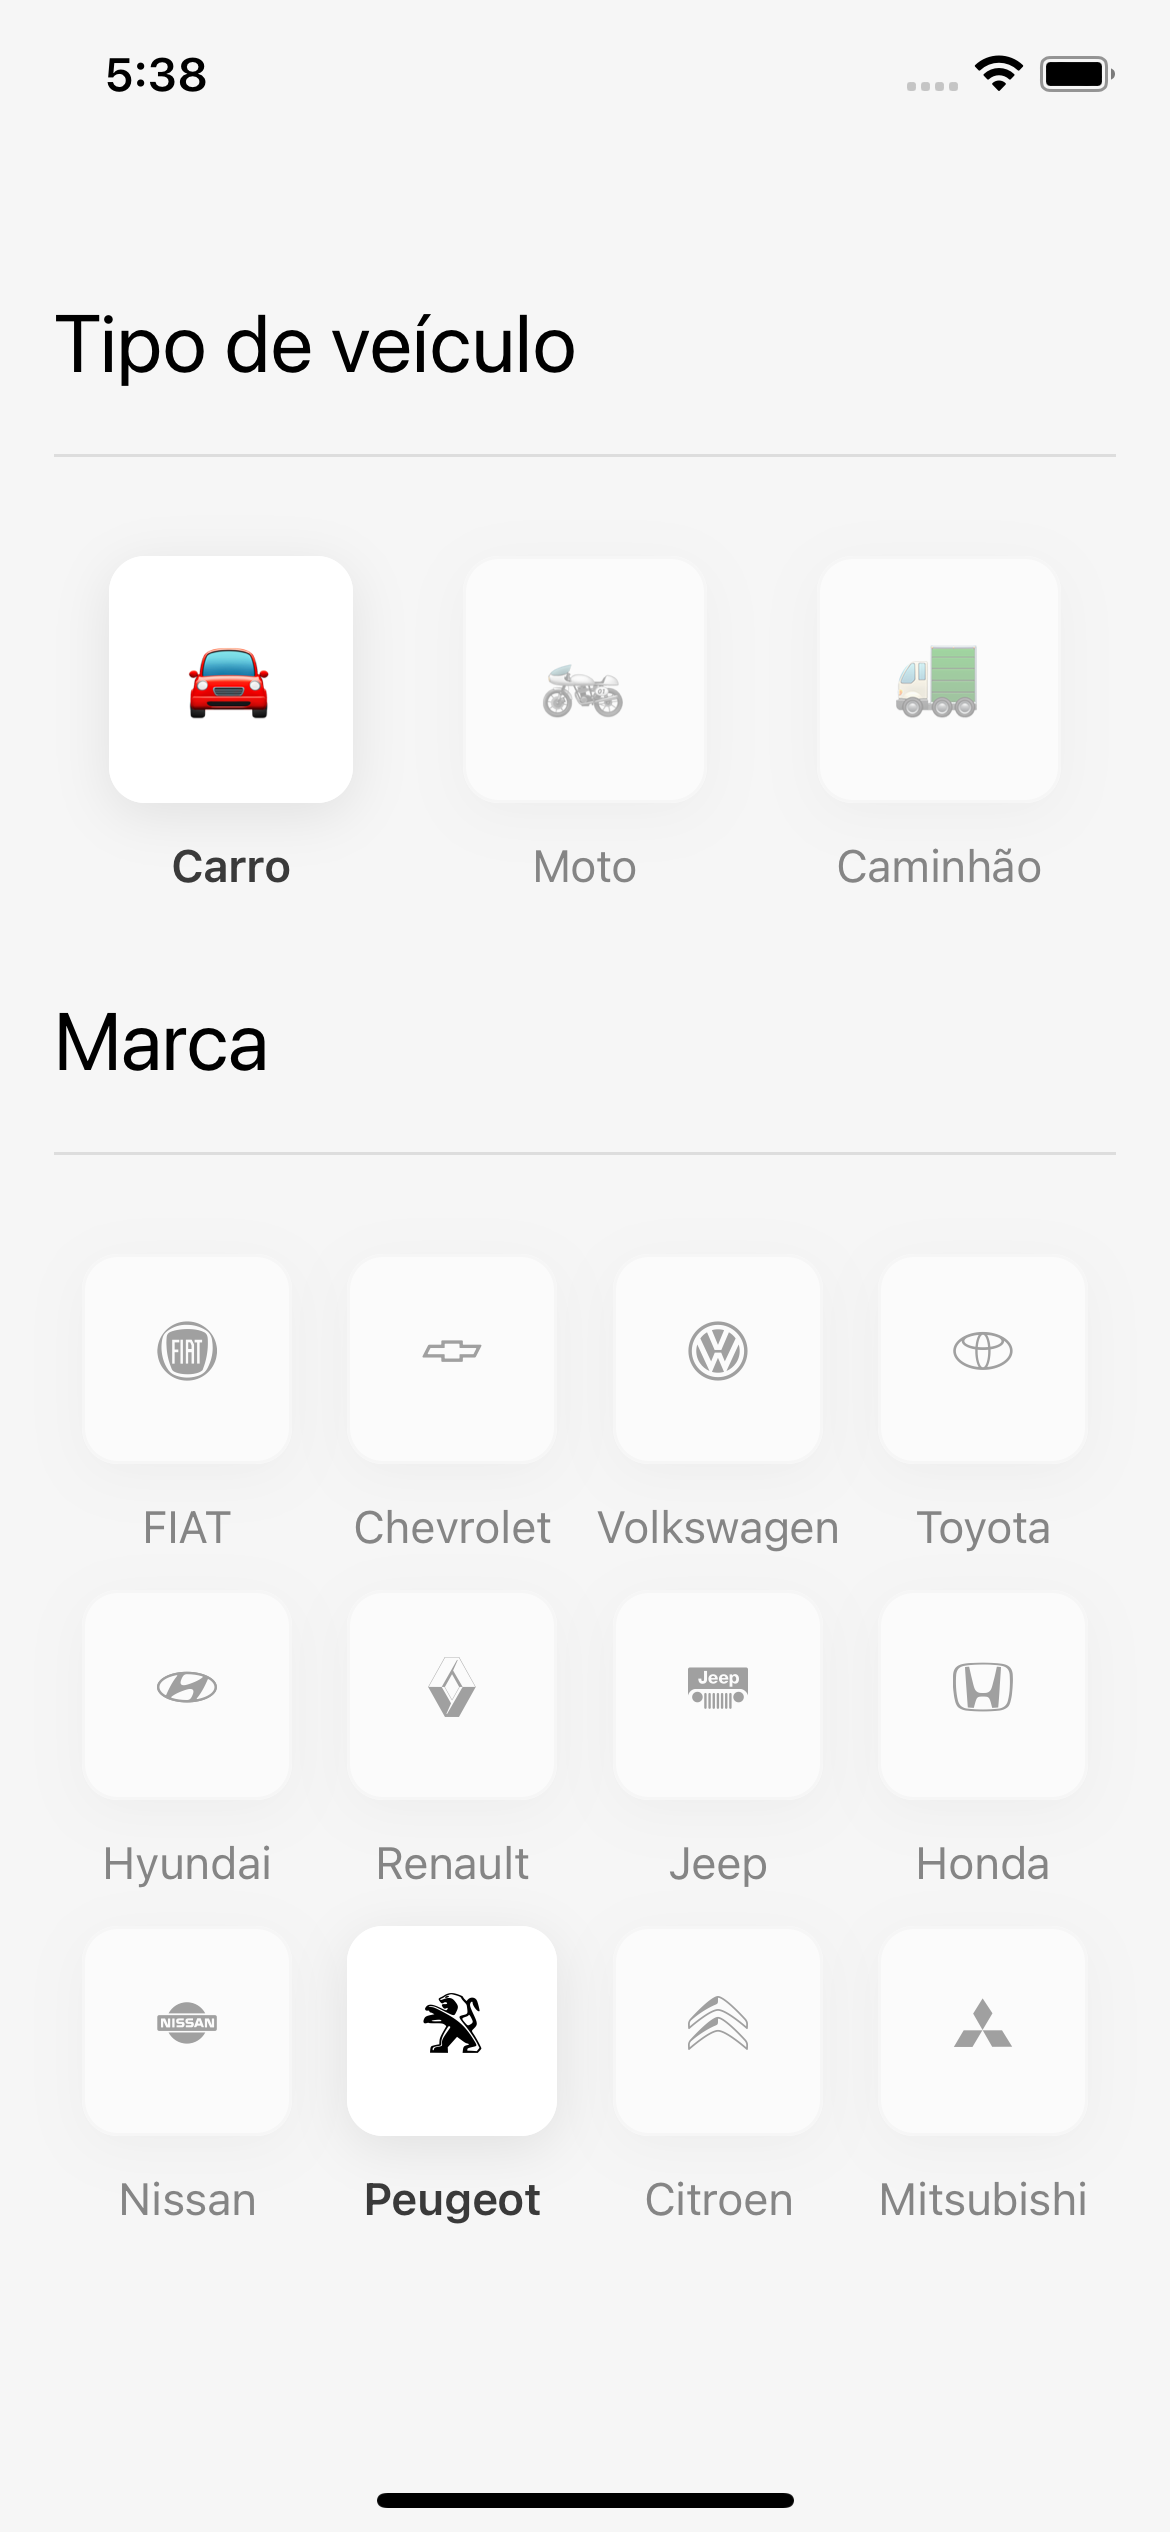 5:38
Tipo de veículo
Carro Moto Caminhão
Marca
FIAT
FIAT Chevrolet Volkswagen Toyota
Jeep
Hyundai Renault Jeep Honda
NISSAN
Nissan Peugeot Citroen Mitsubishi